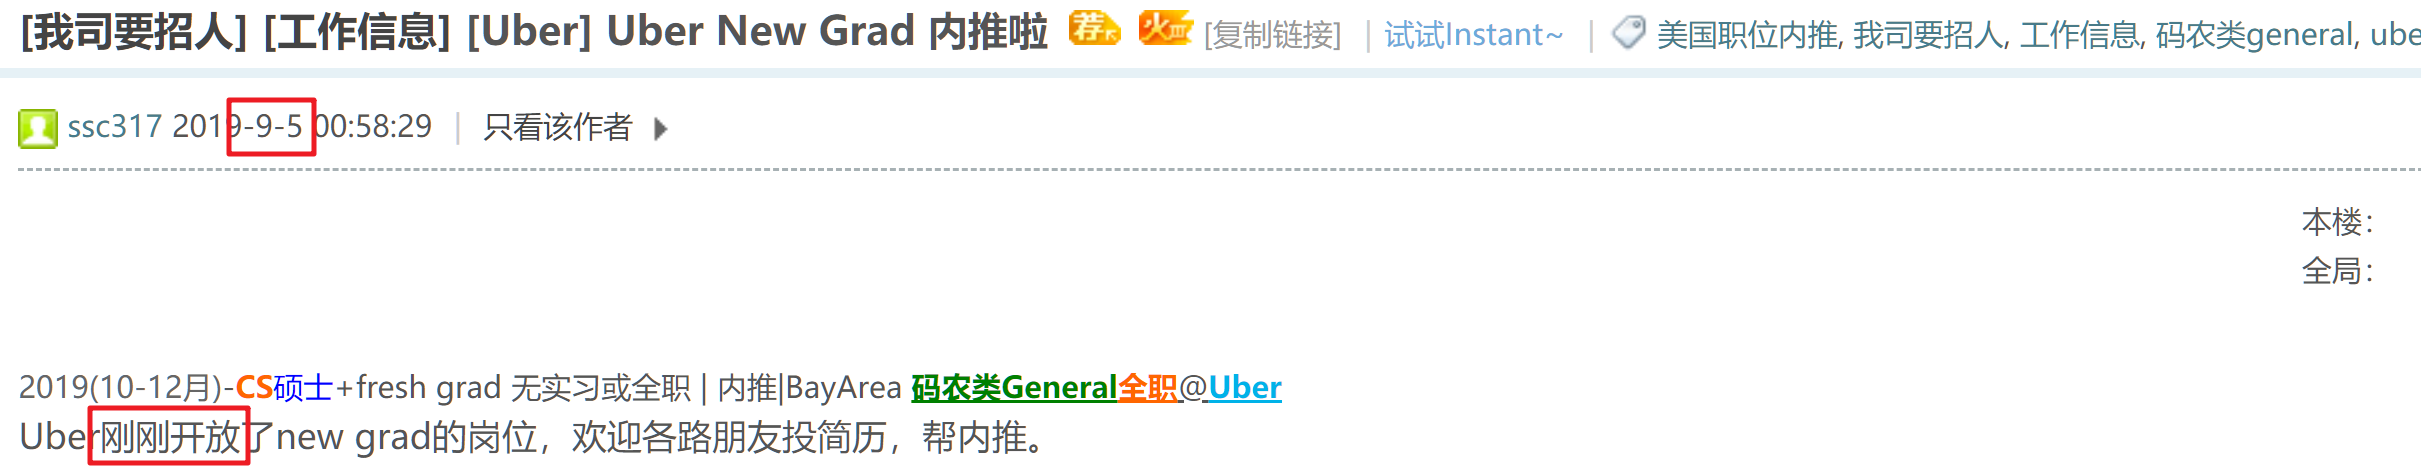 [我司要招人] [工作信息] [Uber] Uber New Grad 内推啦 荐 火 [复制链接] | 试试Instant~ | 美国职位内推, 我司要招人, 工作信息, 码农类general, ube
ssc317 2019-9-5 00:58:29 | 只看该作者
本楼：
全局：
2019(10-12月)-CS硕士+fresh grad 无实习或全职 | 内推|BayArea 码农类General全职@Uber
Uber刚刚开放了new grad的岗位，欢迎各路朋友投简历，帮内推。